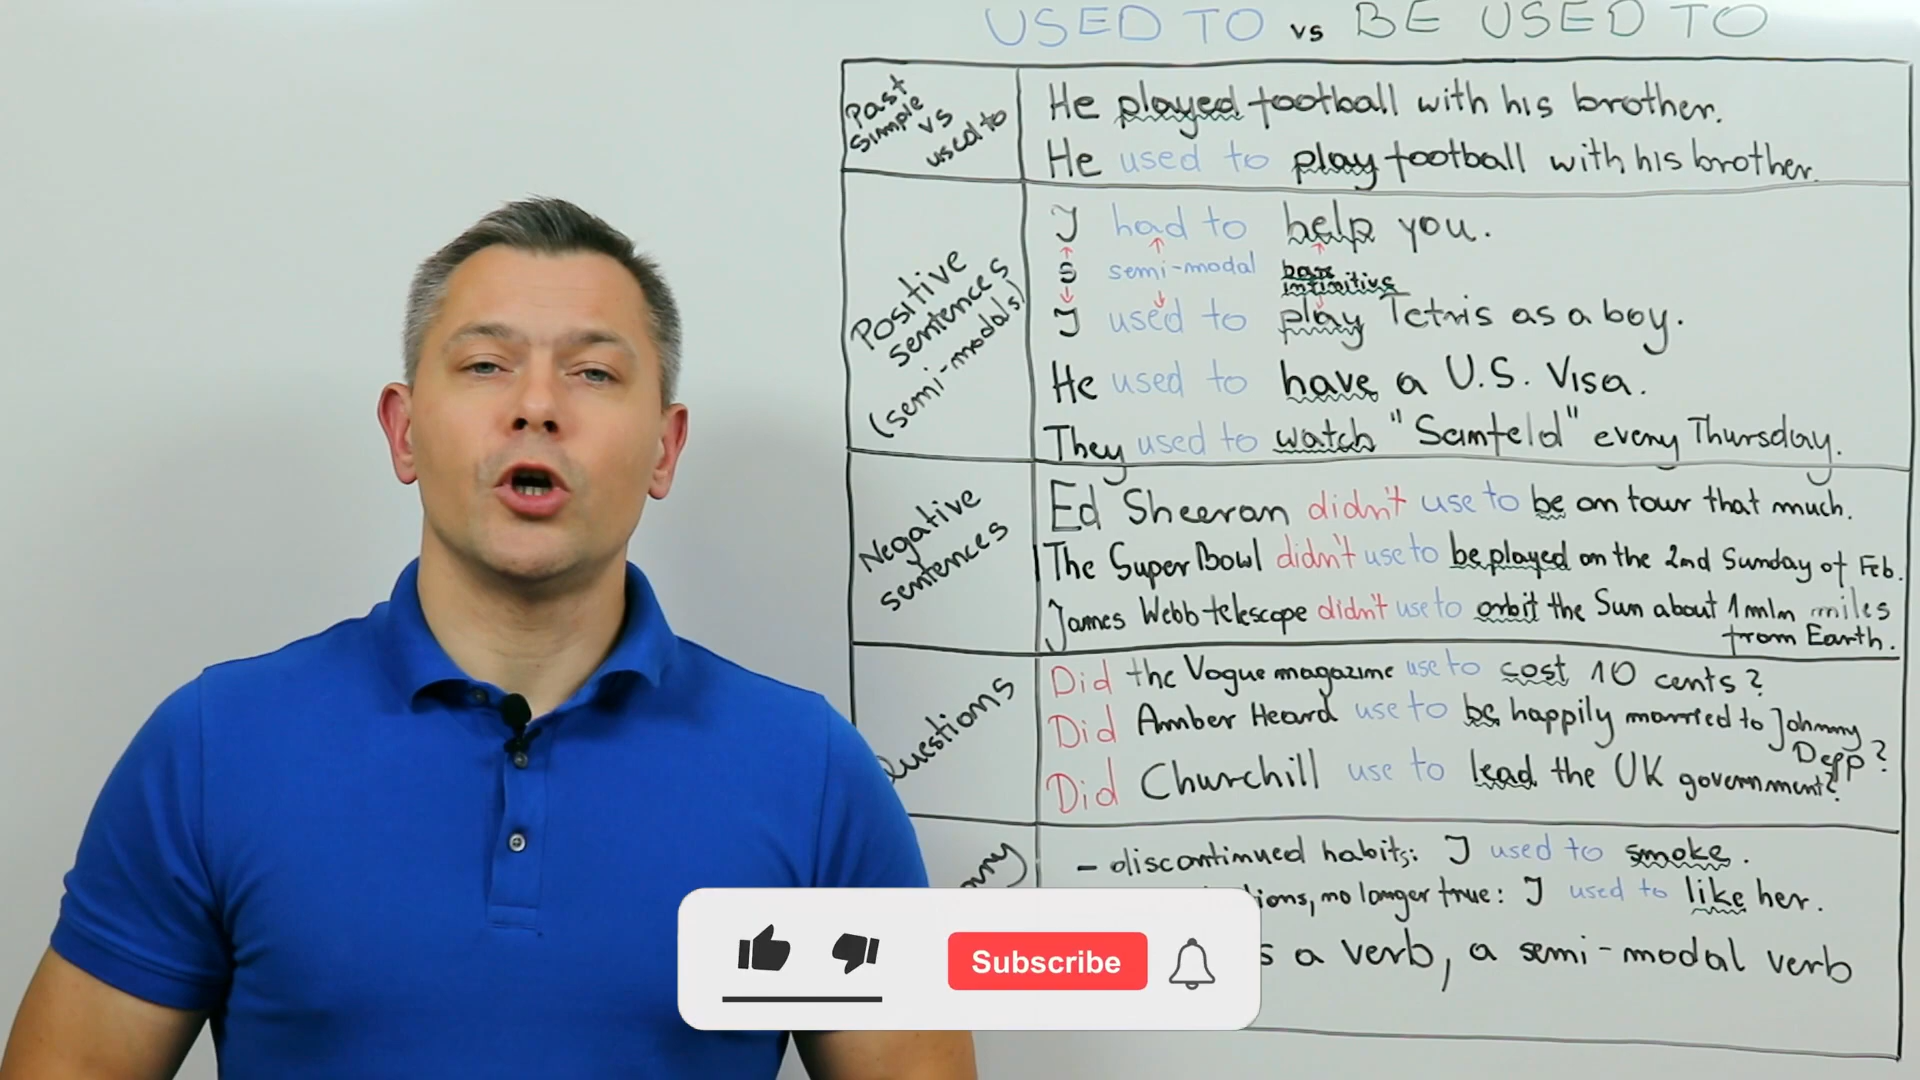 USED TO vs BE USED TO
Past
simple
vs
used to
He played football with his brother.
He used to play football with his brother.
Positive
sentences
(semi-modals)
I had to help you.
S semi-modal bare
infinitive
I used to play Tetris as a boy.
He used to have a U.S. Visa.
They used to watch "Seinfeld" every Thursday.
Negative
sentences
Ed Sheeran didn't use to be on tour that much.
The Super Bowl didn't use to be played on the 2nd Sunday of Feb.
James Webb telescope didn't use to orbit the Sun about 1 mln miles
from Earth.
Questions
Did the Vogue magazine use to cost 10 cents?
Did Amber Heard use to be happily married to Johnny
Depp?
Did Churchill use to lead the UK government?
- discontinued habits: I used to smoke.
ions, no longer true: I used to like her.
s a verb, a semi-modal verb
Subscribe